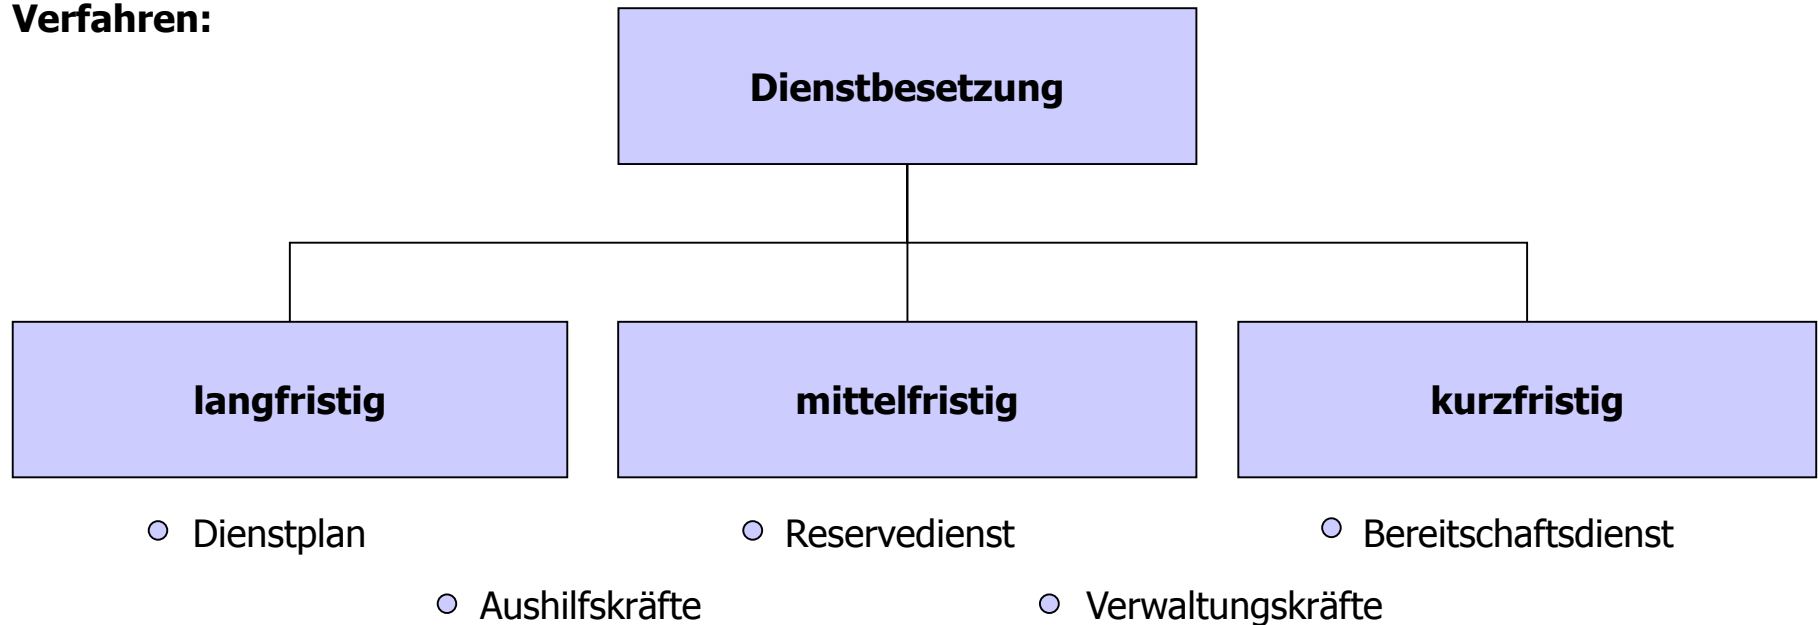 Verfahren:
Dienstbesetzung
langfristig
mittelfristig
kurzfristig
Dienstplan
Reservedienst
Bereitschaftsdienst
Aushilfskräfte
Verwaltungskräfte